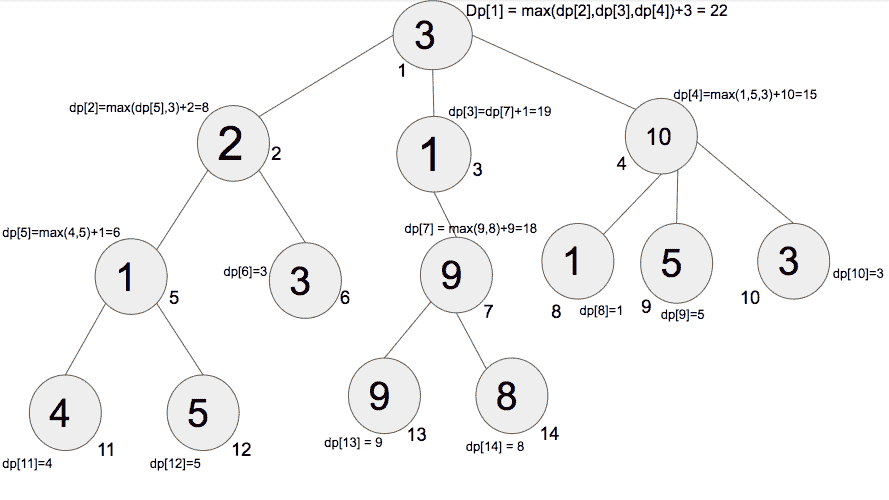 Dp[1] = max(dp[2],dp[3],dp[4])+3 = 22
3
1
dp[2]=max(dp[5],3)+2=8
2
2
dp[3]=dp[7]+1=19
1
3
dp[4]=max(1,5,3)+10=15
10
4
dp[5]=max(4,5)+1=6
1
5
dp[6]=3
3
6
dp[7] = max(9,8)+9=18
9
7
1
8
dp[8]=1
5
9
dp[9]=5
3
10
dp[10]=3
4
11
dp[11]=4
5
12
dp[12]=5
9
13
dp[13] = 9
8
14
dp[14] = 8